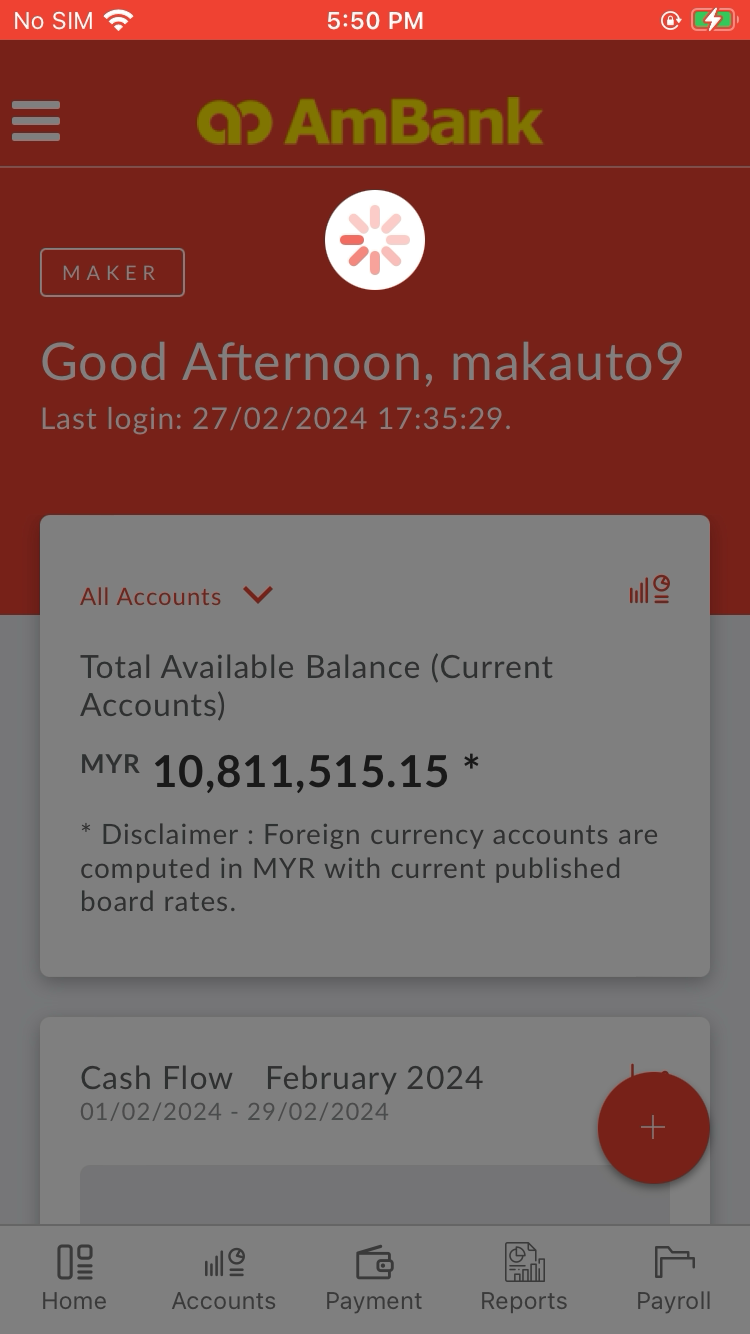 No SIM 5:50 PM
AmBank
MAKER
Good Afternoon, makauto9
Last login: 27/02/2024 17:35:29.
All Accounts
Total Available Balance (Current
Accounts)
MYR 10,811,515.15 *
* Disclaimer : Foreign currency accounts are
computed in MYR with current published
board rates.
Cash Flow February 2024
01/02/2024 - 29/02/2024
Home Accounts Payment Reports Payroll